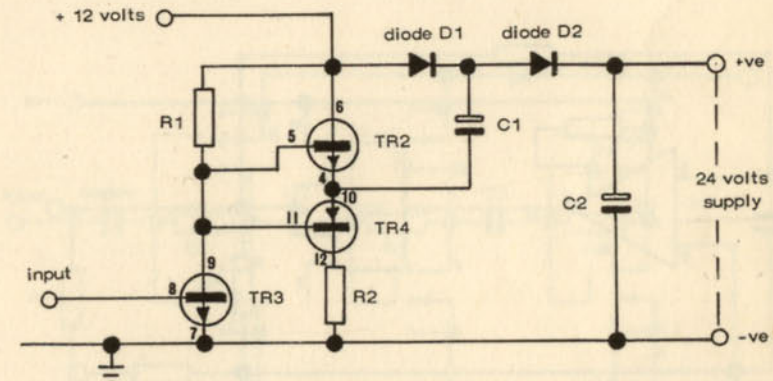 + 12 volts
diode D1
diode D2
+ve
R1
6
5
TR2
C1
4
10
24 volts
supply
11
TR4
C2
12
input
9
8
TR3
R2
7
-ve